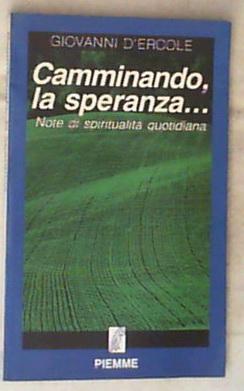 GIOVANNI D'ERCOLE
Camminando,
la speranza...
Note di spiritualità quotidiana
PIEMME